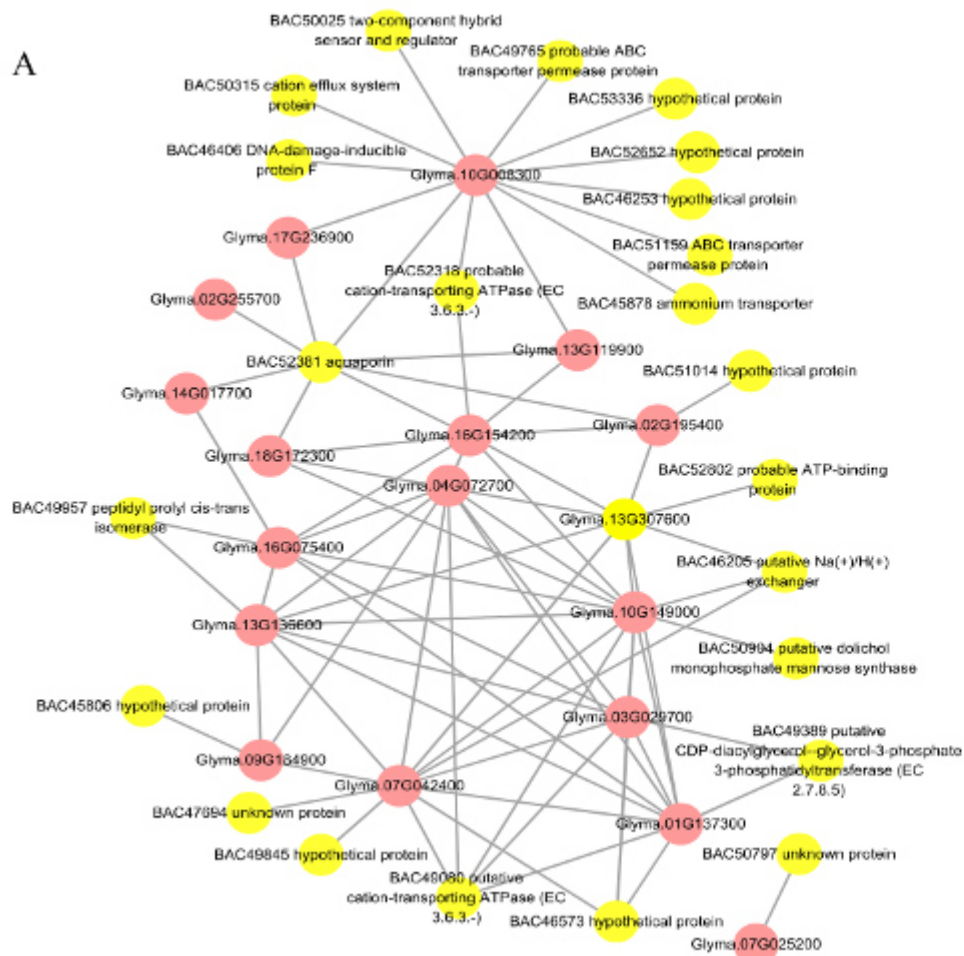 A
BAC50025 two-component hybrid
sensor and regulator
BAC49765 probable ABC
transporter permease protein
BAC50315 cation efflux system
protein
BAC53336 hypothetical protein
BAC46406 DNA-damage-inducible
protein F
BAC52652 hypothetical protein
Glyma.10G008300
BAC46253 hypothetical protein
Glyma.17G236900
BAC51159 ABC transporter
permease protein
BAC52318 probable
cation-transporting ATPase (EC
3.6.3.-)
Glyma.02G255700
BAC45878 ammonium transporter
BAC52381 aquaporin
Glyma.13G119900
BAC51014 hypothetical protein
Glyma.14G017700
Glyma.18G172300
Glyma.16G154200
Glyma.02G195400
BAC52802 probable ATP-binding
protein
Glyma.04G072700
BAC49957 peptidyl prolyl cis-trans
isomerase
Glyma.13G307600
Glyma.16G075400
BAC46205 putative Na(+)/H(+)
exchanger
Glyma.13G136600
Glyma.10G149000
BAC50994 putative dolichol
monophosphate mannose synthase
BAC45806 hypothetical protein
Glyma.03G029700
BAC49389 putative
CDP-diacylglycerol--glycerol-3-phosphate
3-phosphatidyltransferase (EC
2.7.8.5)
Glyma.09G184900
Glyma.07G042400
BAC47694 unknown protein
Glyma.01G137300
BAC49845 hypothetical protein
BAC50797 unknown protein
BAC49080 putative
cation-transporting ATPase (EC
3.6.3.-)
BAC46573 hypothetical protein
Glyma.07G025200